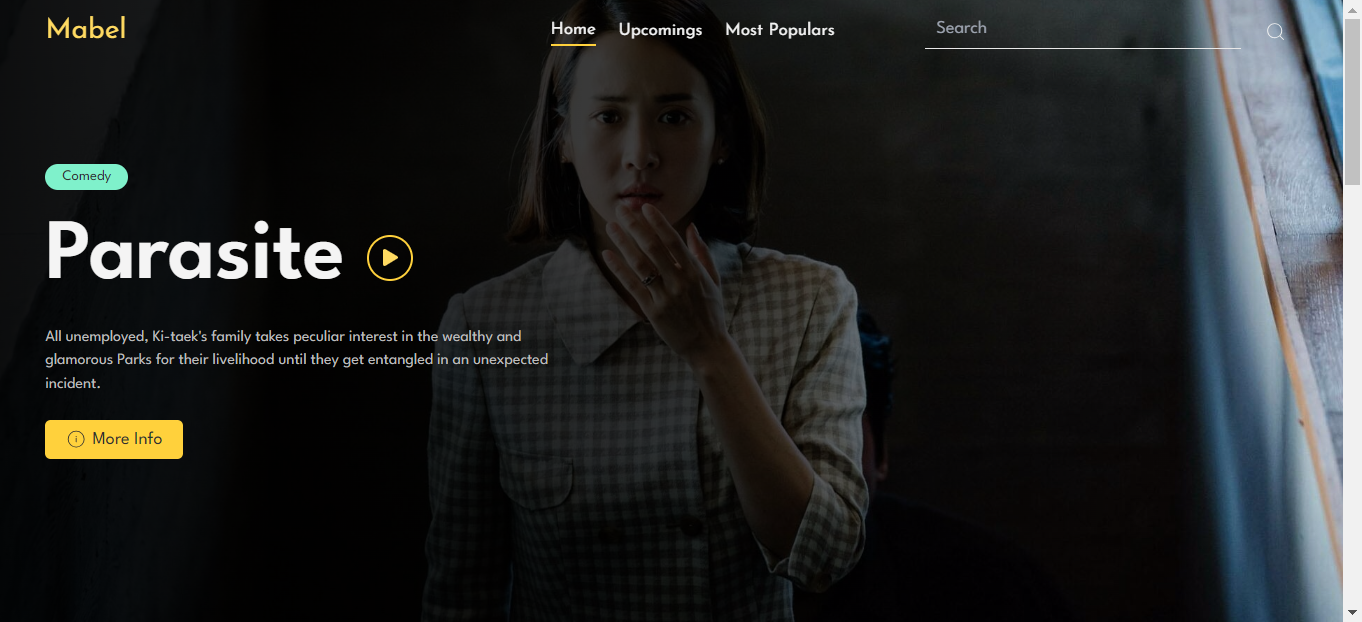 Mabel
Home
Upcomings
Most Populars
Search
Comedy
Parasite
All unemployed, Ki-taek's family takes peculiar interest in the wealthy and
glamorous Parks for their livelihood until they get entangled in an unexpected
incident.
More Info